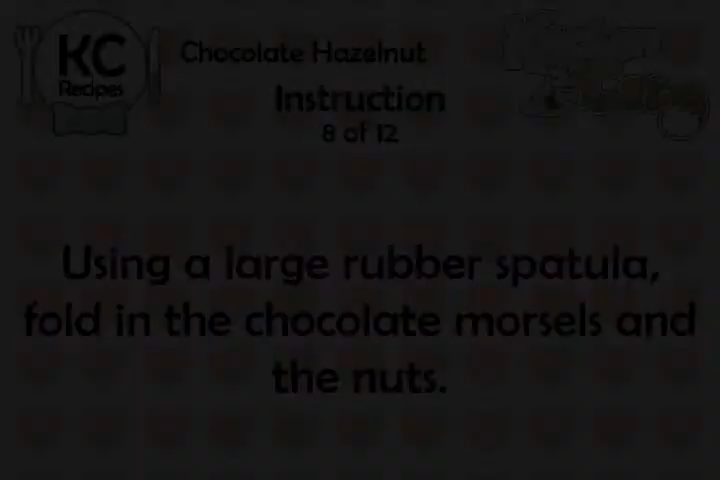 KC
Recipes
Chocolate Hazelnut
Instruction
8 of 12
Using a large rubber spatula,
fold in the chocolate morsels and
the nuts.